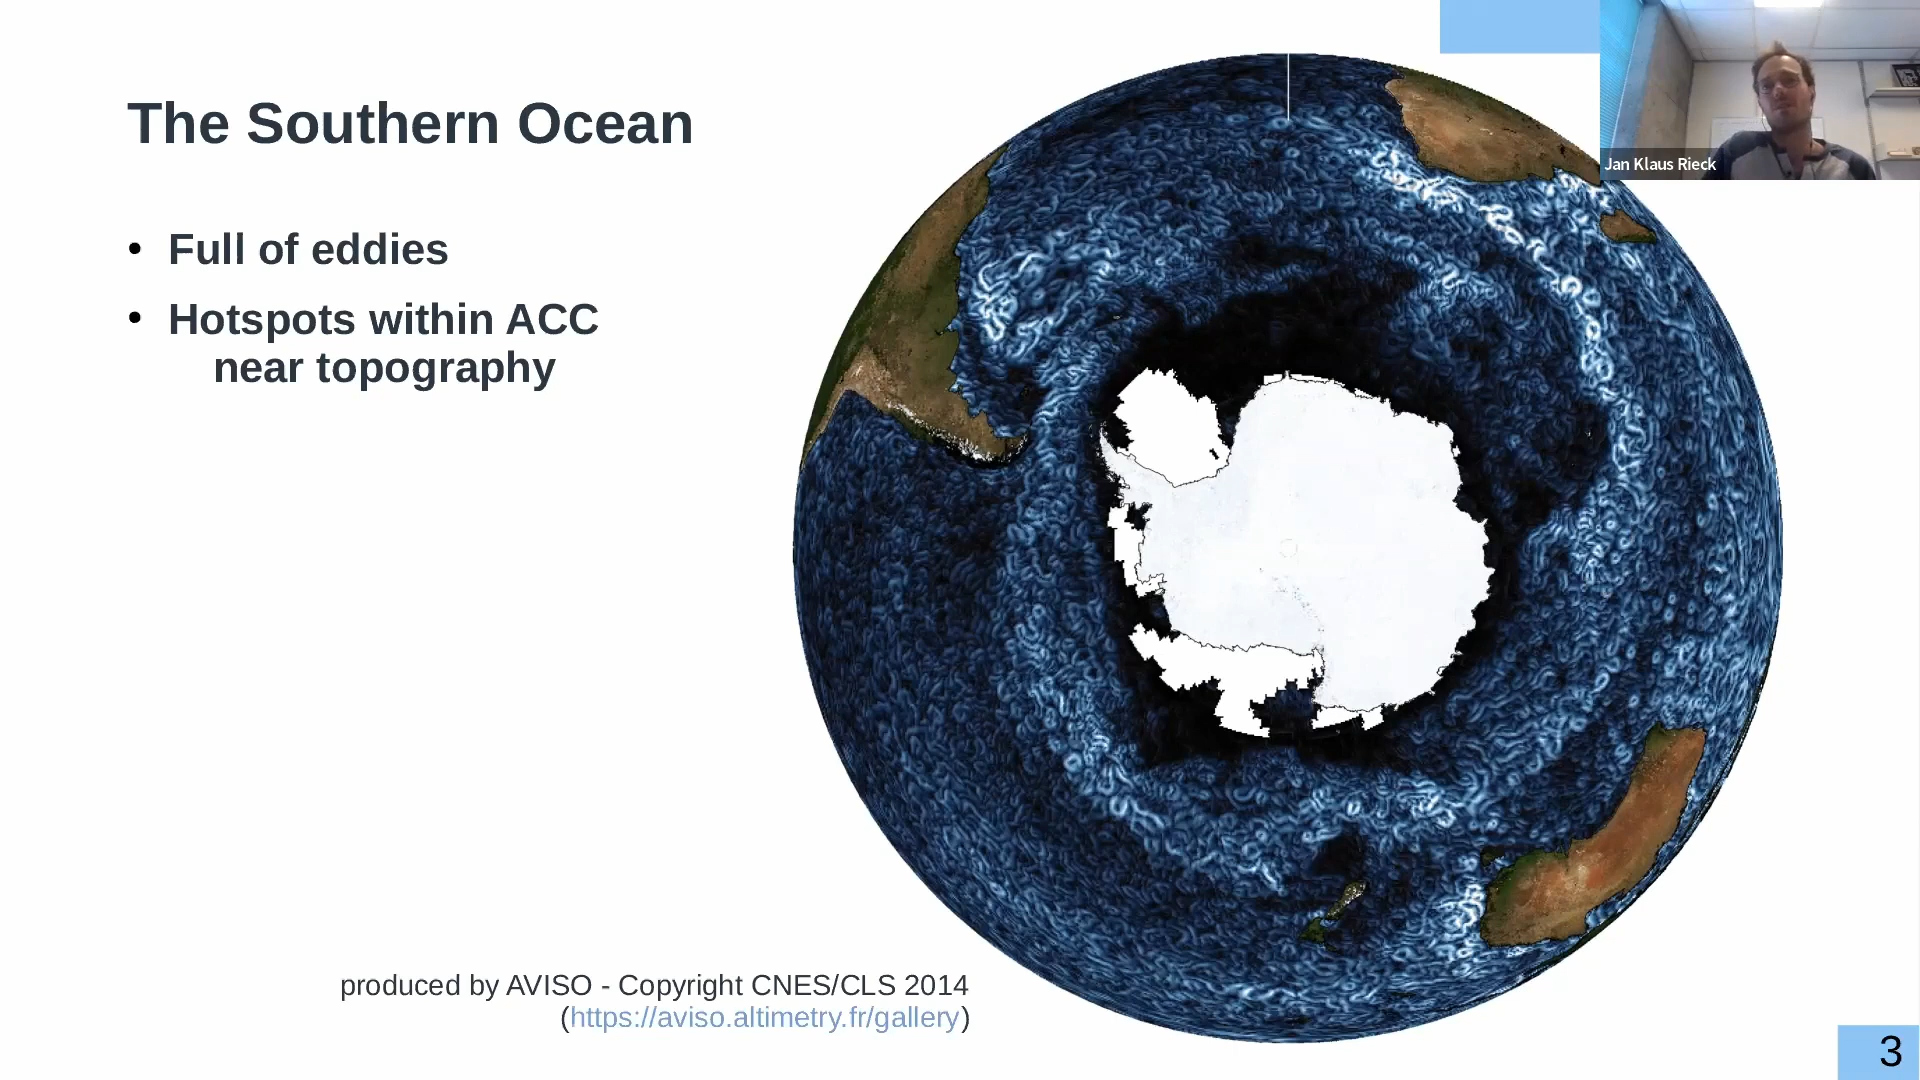 Jan Klaus Rieck
The Southern Ocean
• Full of eddies
• Hotspots within ACC
near topography
produced by AVISO - Copyright CNES/CLS 2014
(https://aviso.altimetry.fr/gallery)
3